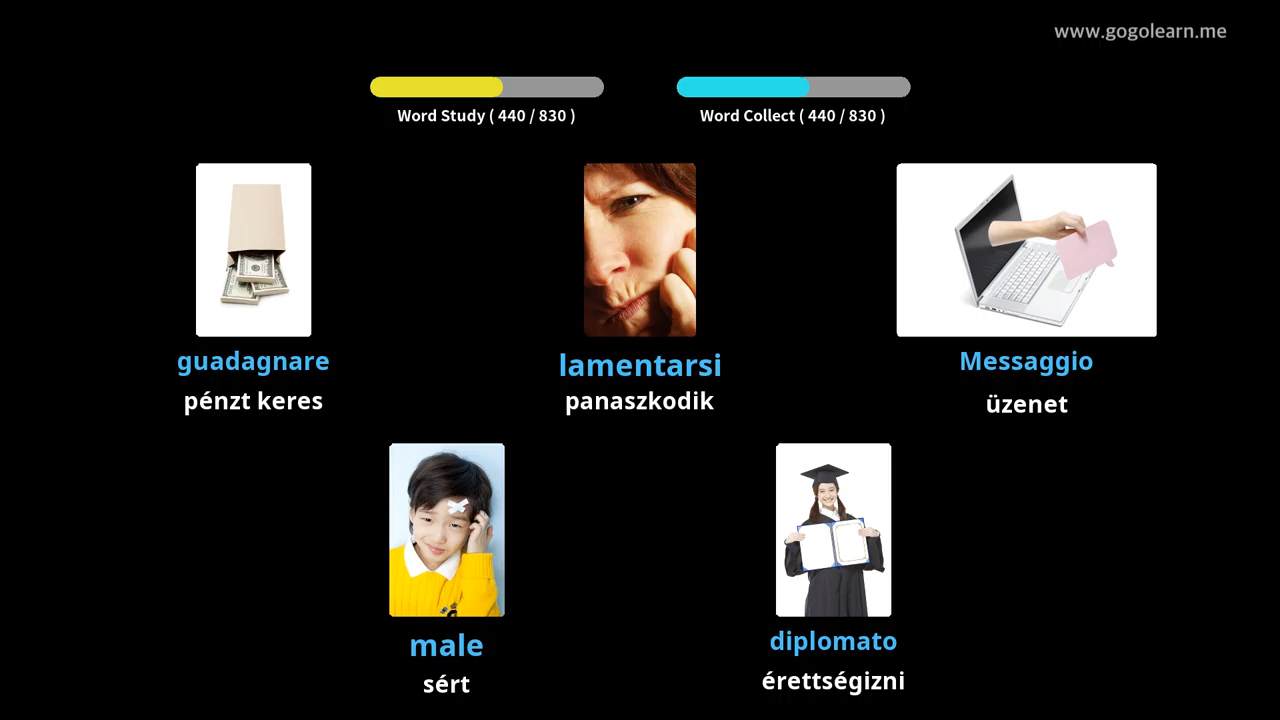 www.gogolearn.me
Word Study ( 440 / 830 )
Word Collect ( 440 / 830 )
guadagnare
pénzt keres
lamentarsi
panaszkodik
Messaggio
üzenet
male
sért
diplomato
érettségizni